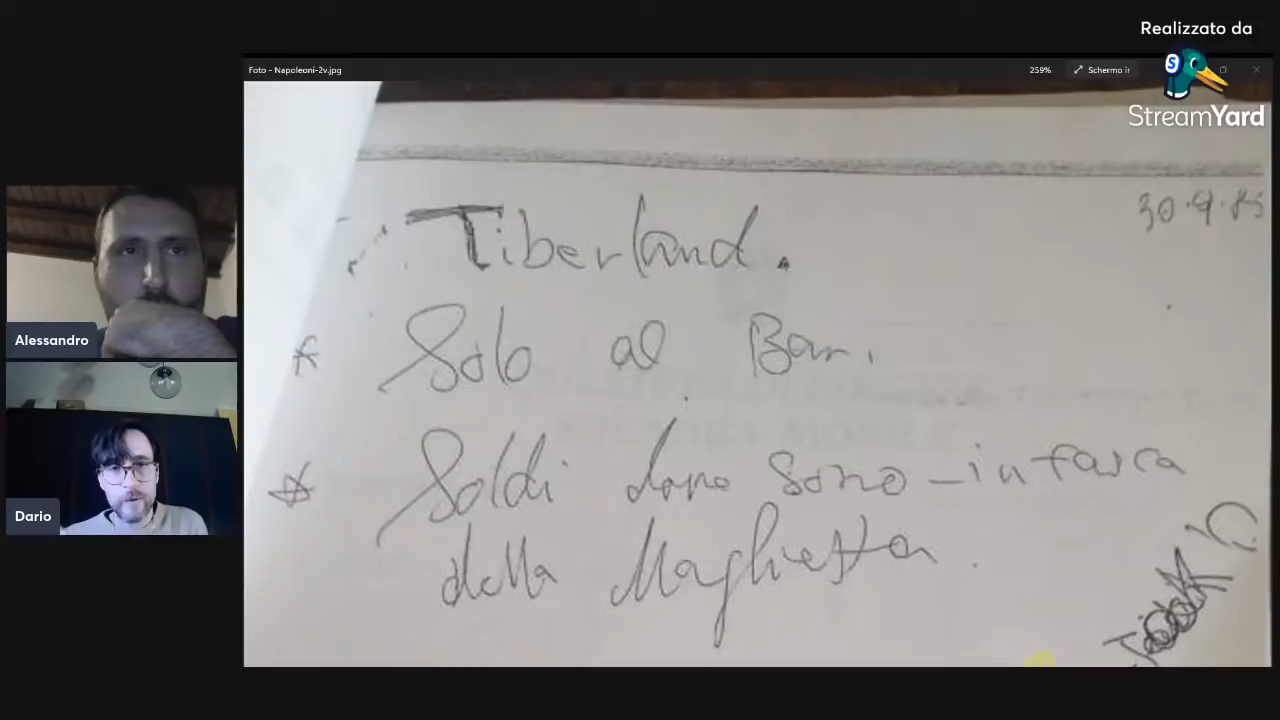 Realizzato da
StreamYard
Foto - Napoleoni-2v.jpg
259%
Schermo ir
30.9.85
Tiberland.
Solo al Bar.
Soldi dove sono - in tasca
della Maglietta.
Alessandro
Dario